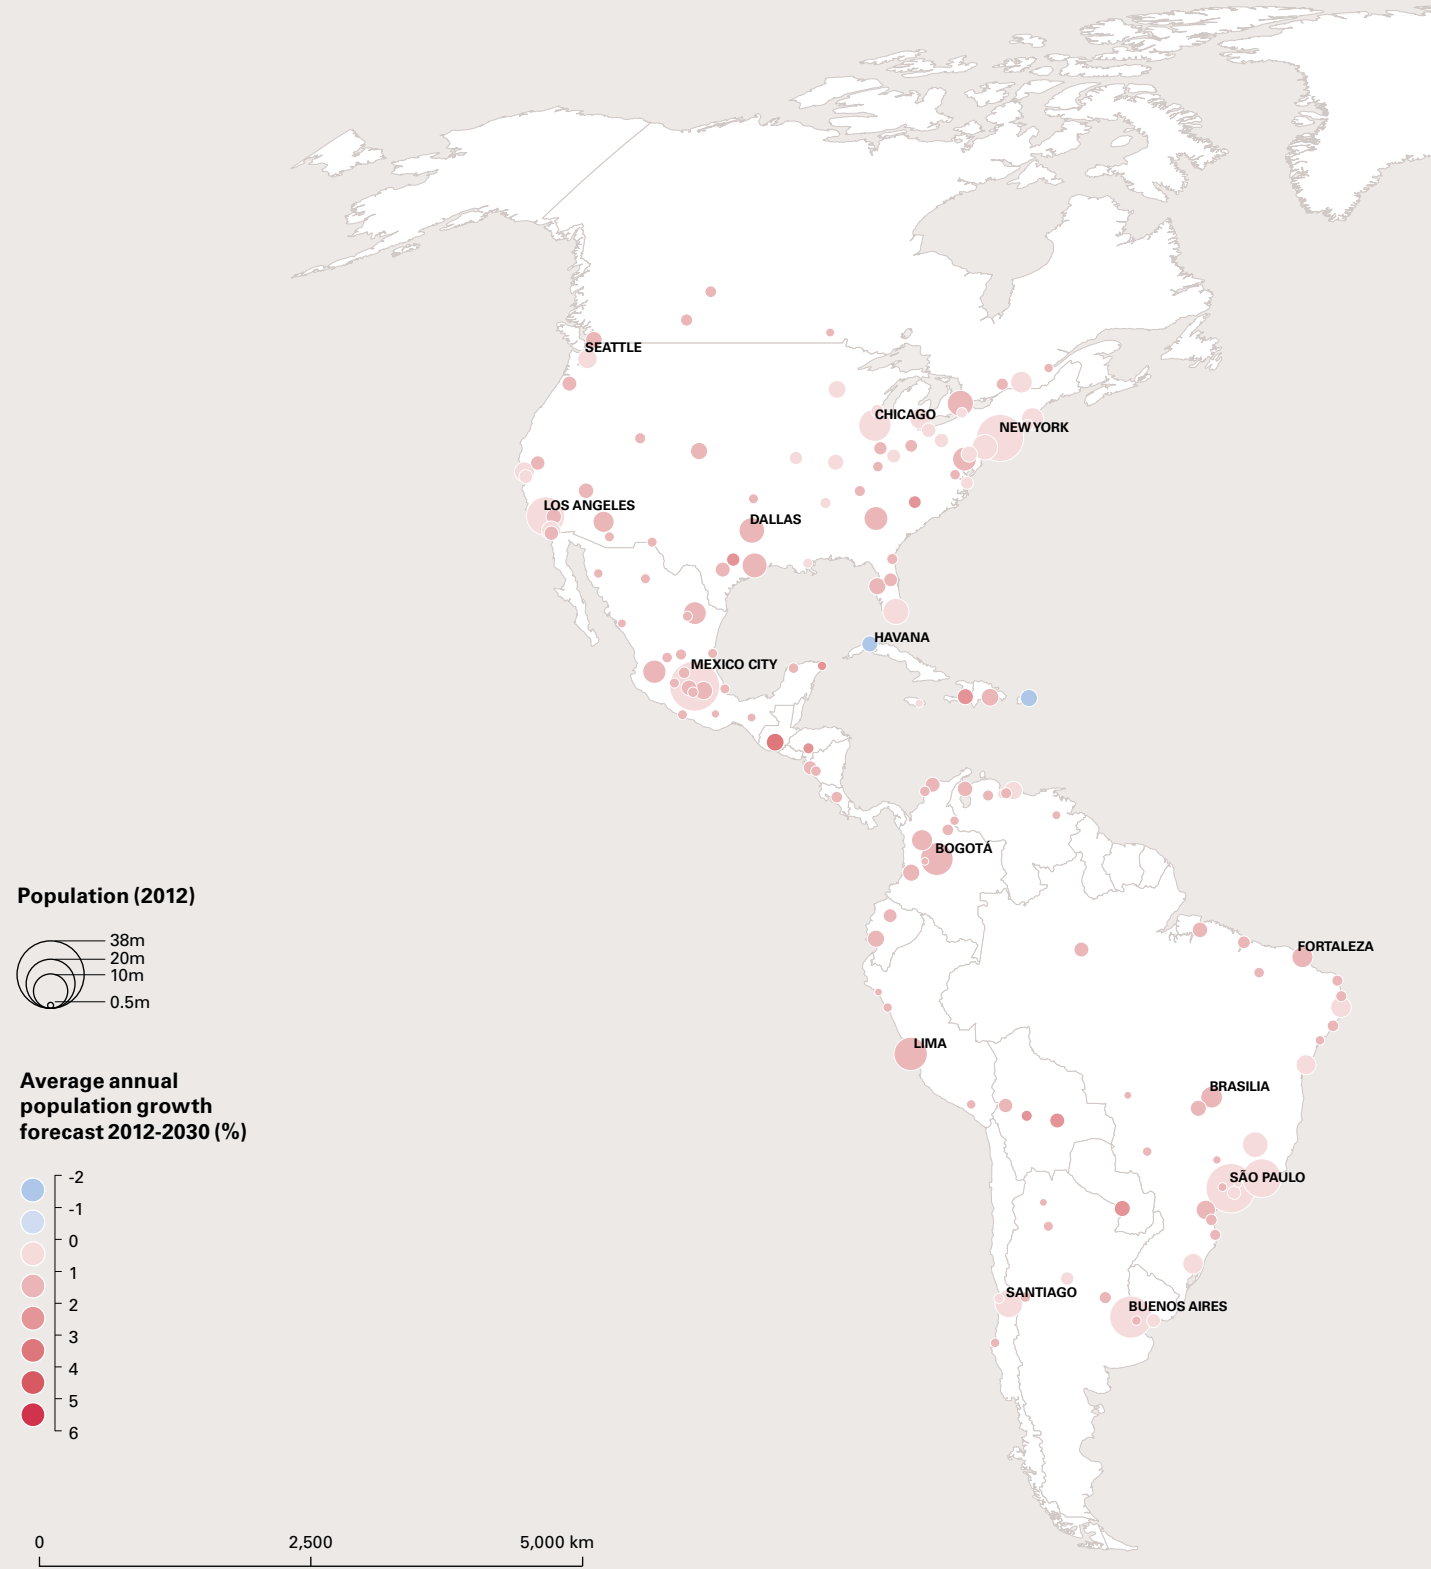 SEATTLE
CHICAGO
NEW YORK
LOS ANGELES
DALLAS
HAVANA
MEXICO CITY
BOGOTÁ
FORTALEZA
LIMA
BRASILIA
SÃO PAULO
SANTIAGO
BUENOS AIRES
Population (2012)
38m
20m
10m
0.5m
Average annual
population growth
forecast 2012-2030 (%)
-2
-1
0
1
2
3
4
5
6
0 2,500 5,000 km